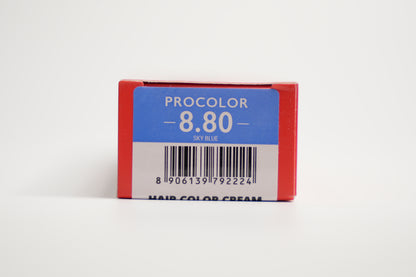 PROCOLOR
-8.80-
SKY BLUE
8 906139 792224
HAIR COLOR CREAM